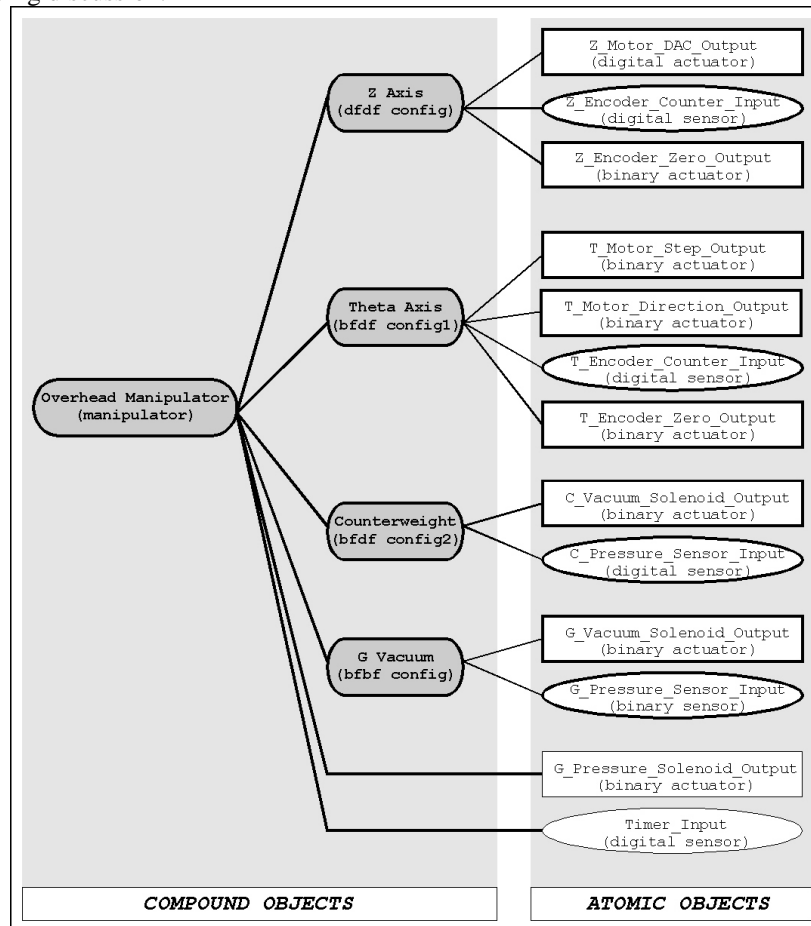 g discussion.
Z_Motor_DAC_Output
(digital actuator)
Z Axis
(dfdf config)
Z_Encoder_Counter_Input
(digital sensor)
Z_Encoder_Zero_Output
(binary actuator)
T_Motor_Step_Output
(binary actuator)
Theta Axis
(bfdf config1)
T_Motor_Direction_Output
(binary actuator)
T_Encoder_Counter_Input
(digital sensor)
Overhead Manipulator
(manipulator)
T_Encoder_Zero_Output
(binary actuator)
C_Vacuum_Solenoid_Output
(binary actuator)
Counterweight
(bfdf config2)
C_Pressure_Sensor_Input
(digital sensor)
G_Vacuum_Solenoid_Output
(binary actuator)
G Vacuum
(bfbf config)
G_Pressure_Sensor_Input
(binary sensor)
G_Pressure_Solenoid_Output
(binary actuator)
Timer_Input
(digital sensor)
COMPOUND OBJECTS
ATOMIC OBJECTS